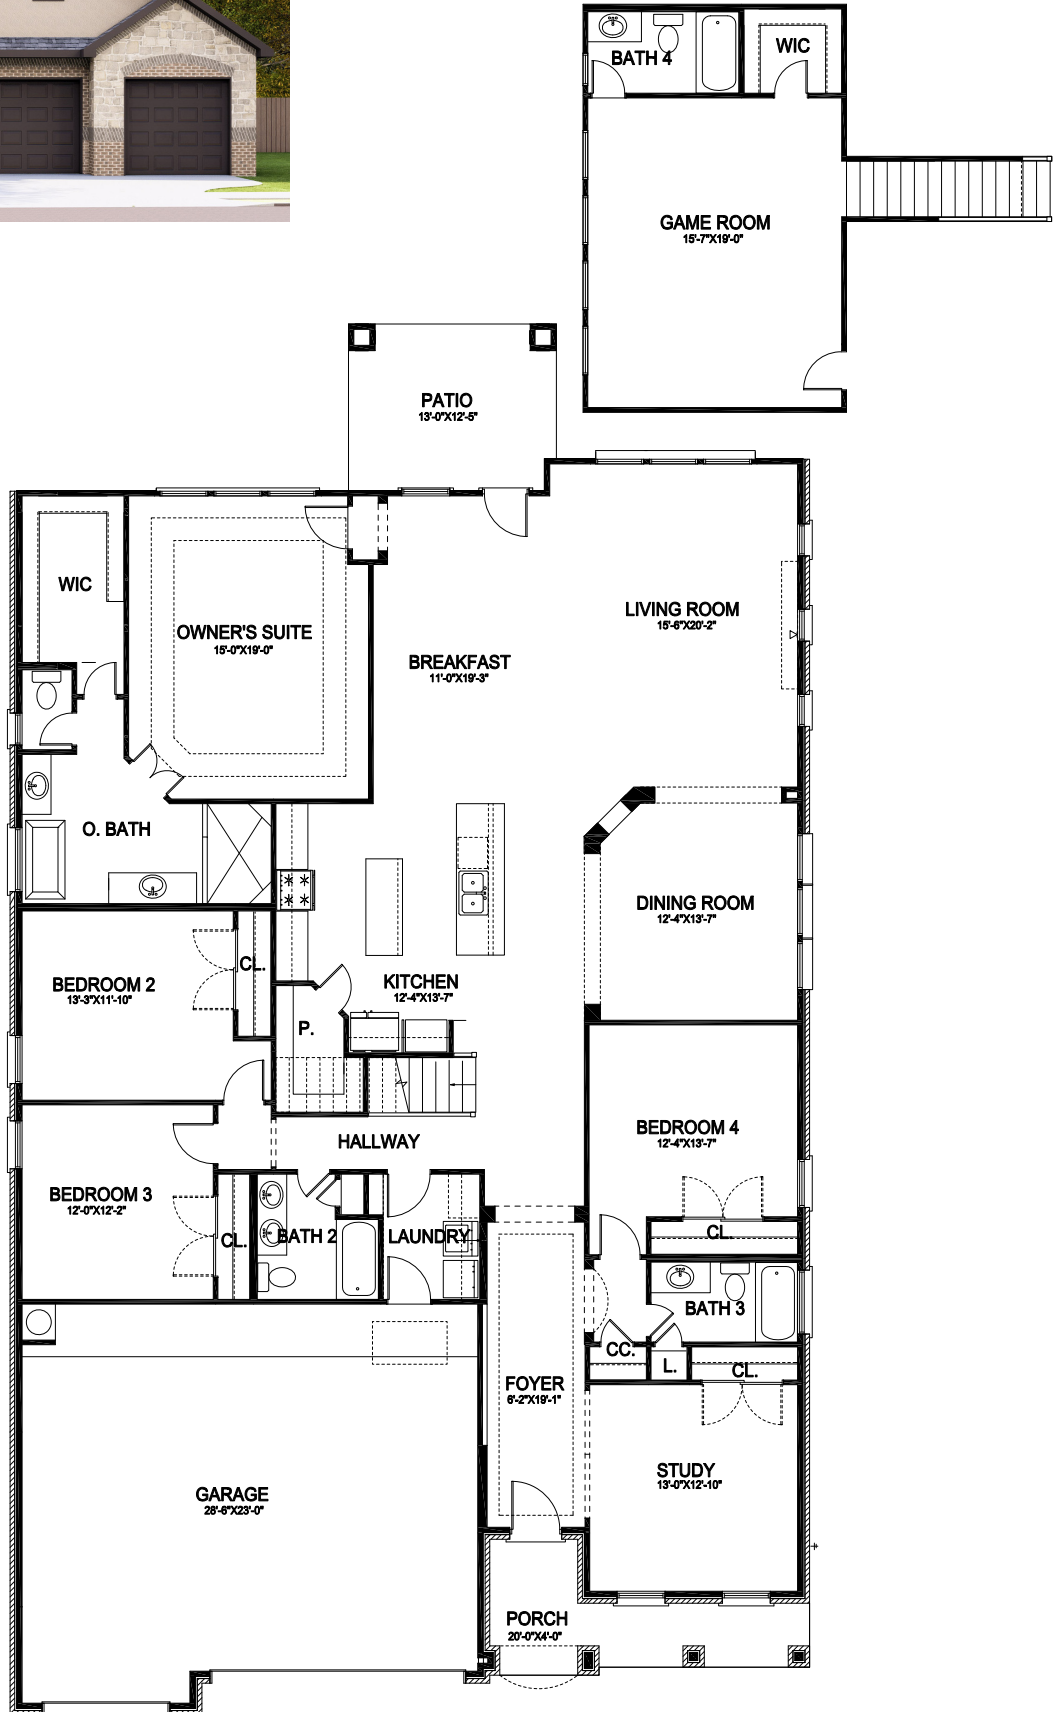 BATH 4
WIC
GAME ROOM
15'-7"X19'-0"
PATIO
13'-0"X12'-5"
WIC
OWNER'S SUITE
15'-0"X19'-0"
LIVING ROOM
15'-6"X20'-2"
BREAKFAST
11'-0"X19'-3"
O. BATH
DINING ROOM
12'-4"X13'-7"
CL.
BEDROOM 2
13'-3"X11'-10"
KITCHEN
12'-4"X13'-7"
P.
HALLWAY
BEDROOM 4
12'-4"X13'-7"
BEDROOM 3
12'-0"X12'-2"
CL.
BATH 2
LAUNDRY
CL.
BATH 3
CC.
L.
CL.
FOYER
6'-2"X19'-1"
STUDY
13'-0"X12'-10"
GARAGE
28'-6"X23'-0"
PORCH
20'-0"X4'-0"